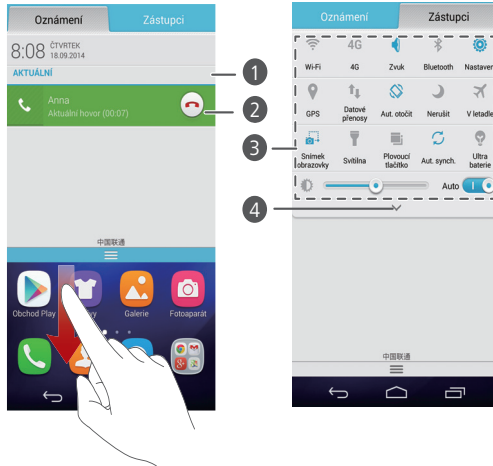 Oznámení Zástupci
8:08 ČTVRTEK
18.09.2014
AKTUÁLNÍ
Anna
Aktuální hovor (00:07)
中国联通
Obchod Play
Galerie Fotoaparát
1
2
3
4
Oznámení Zástupci
4G
Wi-Fi 4G Zvuk Bluetooth
GPS Datové přenosy Aut. otočit Nerušit V letadle
Snímek obrazovky Svítilna Plovoucí tlačítko Aut. synch. Ultra baterie
Auto
中国联通